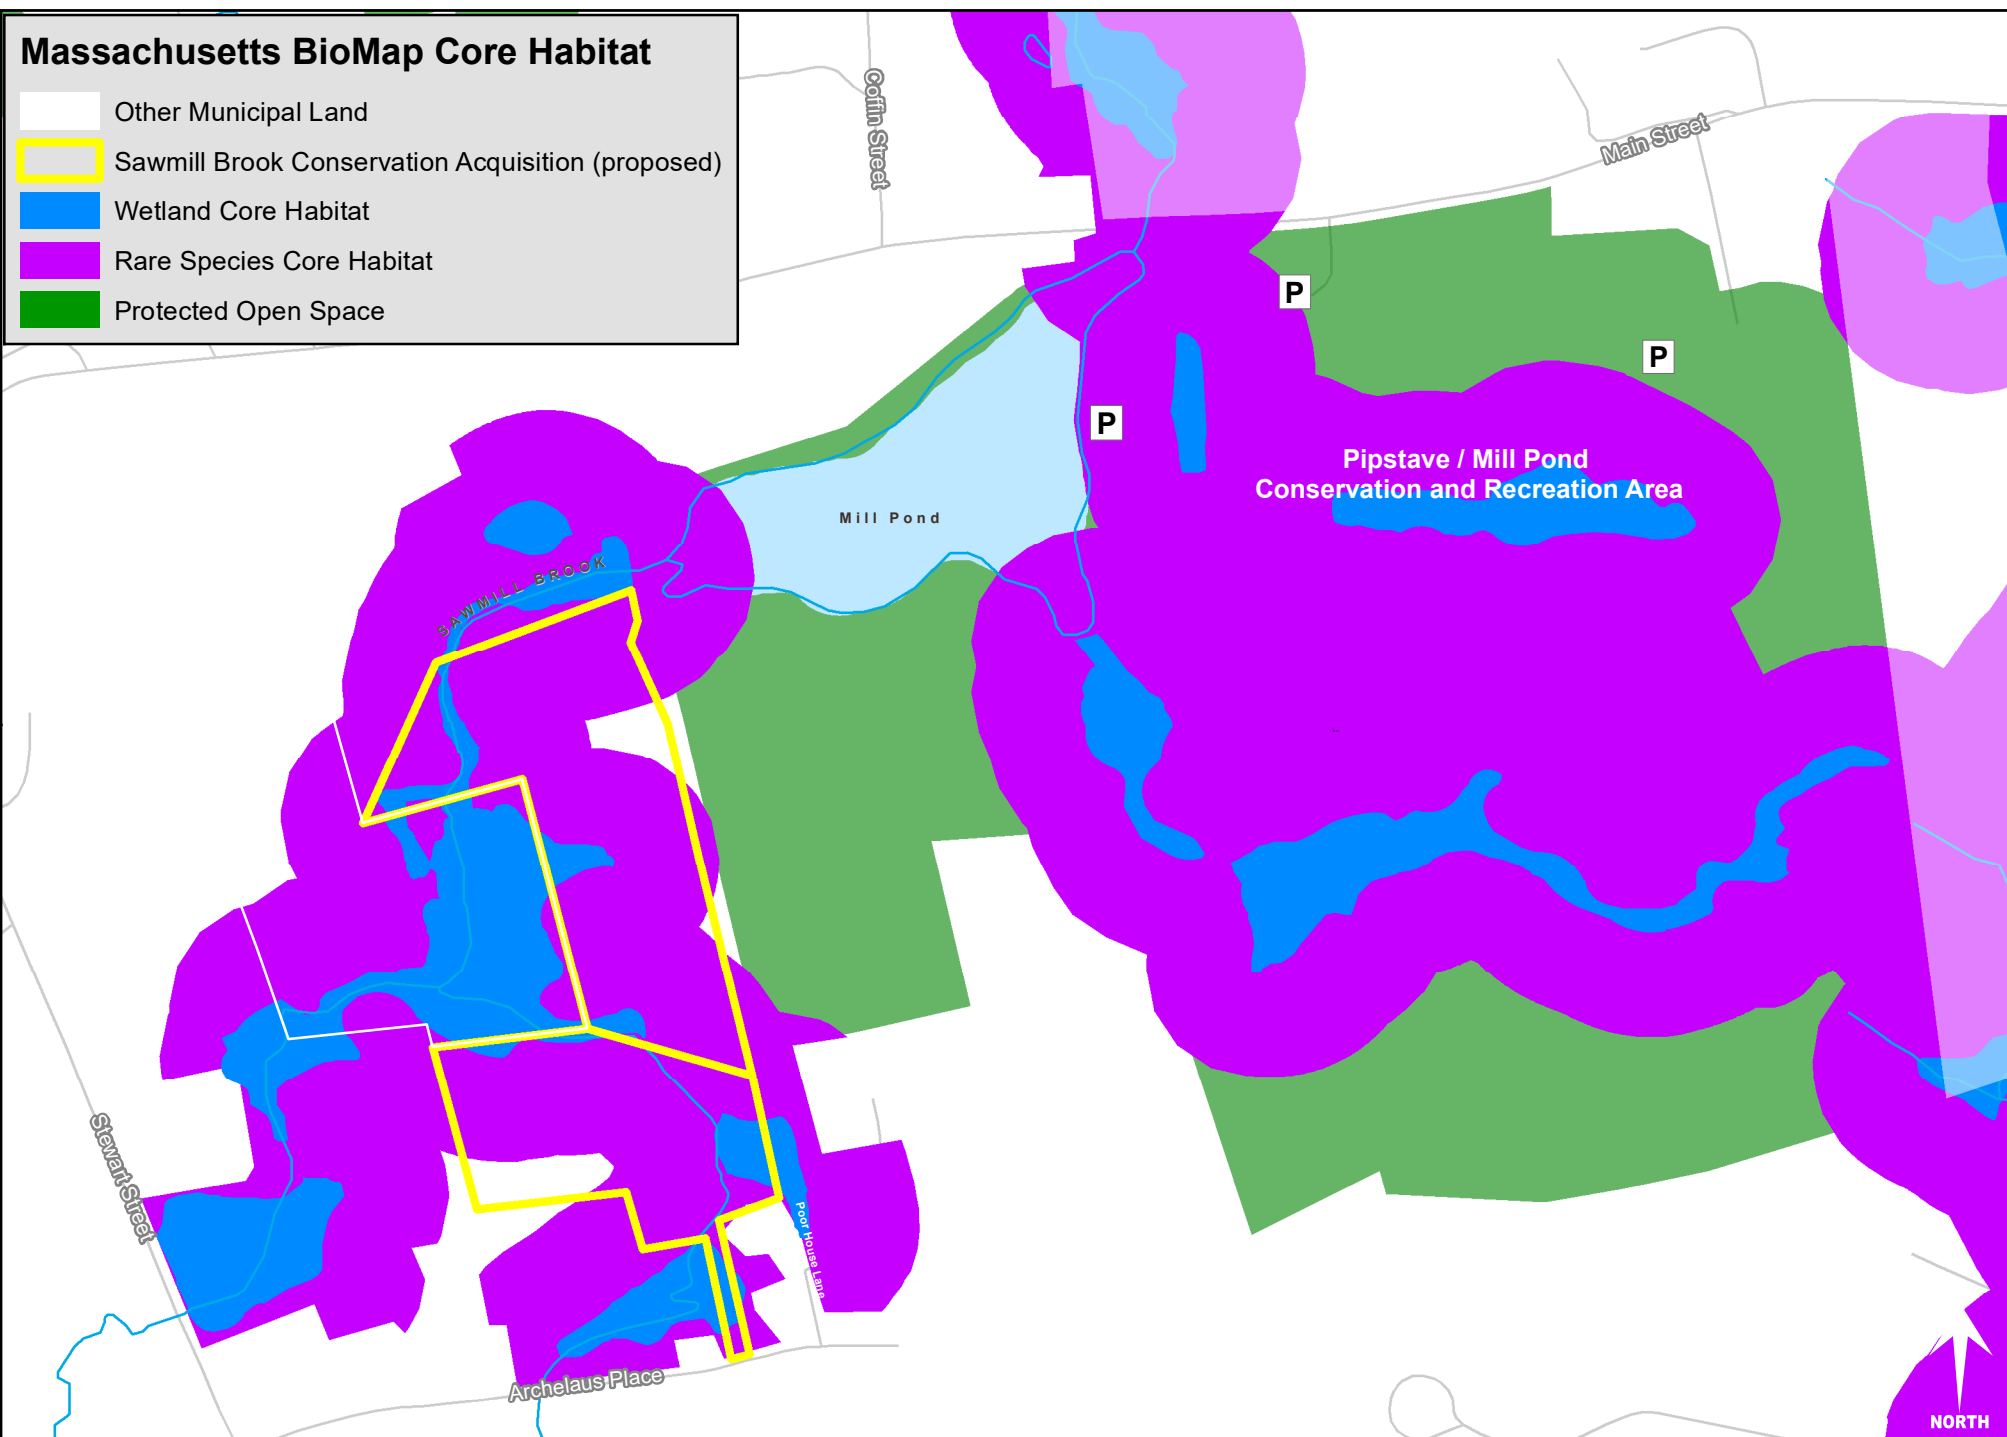 Massachusetts BioMap Core Habitat
Other Municipal Land
Sawmill Brook Conservation Acquisition (proposed)
Wetland Core Habitat
Rare Species Core Habitat
Protected Open Space
Coffin Street
Main Street
P
P
P
Pipstave / Mill Pond
Conservation and Recreation Area
Mill Pond
SAWMILL BROOK
Stewart Street
Poor House Lane
Archelaus Place
NORTH